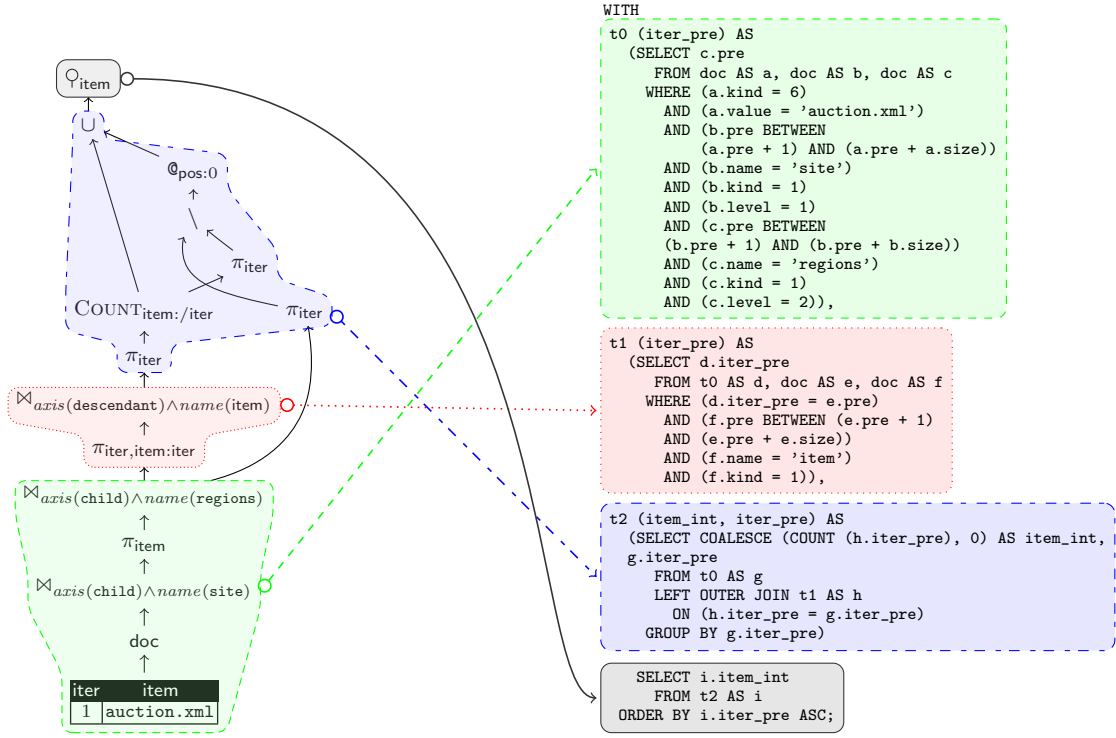 ⚲item
∪
@pos:0
\
πiter
COUNTitem:/iter
πiter
πiter
⋈axis(descendant)∧name(item)
πiter,item:iter
⋈axis(child)∧name(regions)
πitem
⋈axis(child)∧name(site)
doc
iter item
1 auction.xml
WITH
t0 (iter_pre) AS
(SELECT c.pre
FROM doc AS a, doc AS b, doc AS c
WHERE (a.kind = 6)
AND (a.value = ’auction.xml’)
AND (b.pre BETWEEN
(a.pre + 1) AND (a.pre + a.size))
AND (b.name = ’site’)
AND (b.kind = 1)
AND (b.level = 1)
AND (c.pre BETWEEN
(b.pre + 1) AND (b.pre + b.size))
AND (c.name = ’regions’)
AND (c.kind = 1)
AND (c.level = 2)),
t1 (iter_pre) AS
(SELECT d.iter_pre
FROM t0 AS d, doc AS e, doc AS f
WHERE (d.iter_pre = e.pre)
AND (f.pre BETWEEN (e.pre + 1)
AND (e.pre + e.size))
AND (f.name = ’item’)
AND (f.kind = 1)),
t2 (item_int, iter_pre) AS
(SELECT COALESCE (COUNT (h.iter_pre), 0) AS item_int,
g.iter_pre
FROM t0 AS g
LEFT OUTER JOIN t1 AS h
ON (h.iter_pre = g.iter_pre)
GROUP BY g.iter_pre)
SELECT i.item_int
FROM t2 AS i
ORDER BY i.iter_pre ASC;